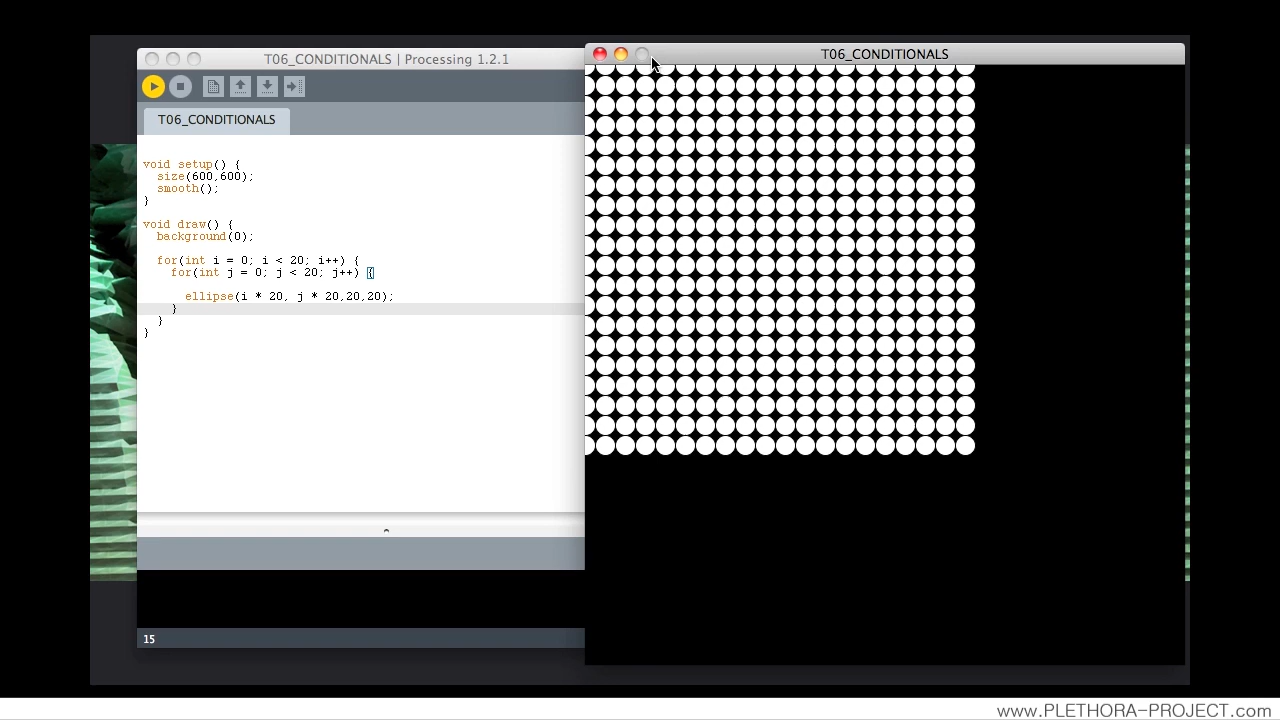 T06_CONDITIONALS | Processing 1.2.1
T06_CONDITIONALS
T06_CONDITIONALS
void setup() {
size(600,600);
smooth();
}
void draw() {
background(0);
for(int i = 0; i < 20; i++) {
for(int j = 0; j < 20; j++) {
ellipse(i * 20, j * 20,20,20);
}
}
}
15
www.PLETHORA-PROJECT.com